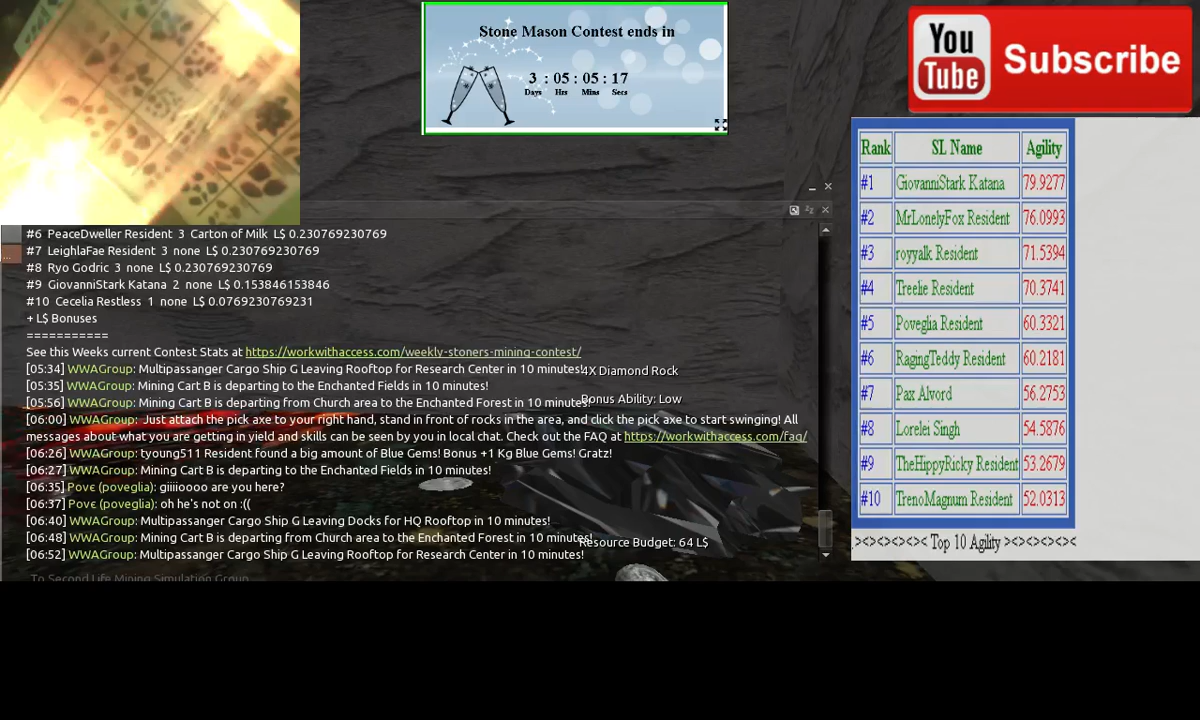 Stone Mason Contest ends in
3 : 05 : 05 : 17
Days Hrs Mins Secs
You
Tube
Subscribe
#6 PeaceDweller Resident 3 Carton of Milk L$ 0.230769230769
#7 LeighlaFae Resident 3 none L$ 0.230769230769
#8 Ryo Godric 3 none L$ 0.230769230769
#9 GiovanniStark Katana 2 none L$ 0.153846153846
#10 Cecelia Restless 1 none L$ 0.0769230769231
+ L$ Bonuses
===========
See this Weeks current Contest Stats at https://workwithaccess.com/weekly-stoners-mining-contest/
[05:34] WWAGroup: Multipassanger Cargo Ship G Leaving Rooftop for Research Center in 10 minutes!
[05:35] WWAGroup: Mining Cart B is departing to the Enchanted Fields in 10 minutes!
[05:56] WWAGroup: Mining Cart B is departing from Church area to the Enchanted Forest in 10 minutes!
[06:00] WWAGroup: Just attach the pick axe to your right hand, stand in front of rocks in the area, and click the pick axe to start swinging! All
messages about what you are getting in yield and skills can be seen by you in local chat. Check out the FAQ at https://workwithaccess.com/faq/
[06:26] WWAGroup: tyoung511 Resident found a big amount of Blue Gems! Bonus +1 Kg Blue Gems! Gratz!
[06:27] WWAGroup: Mining Cart B is departing to the Enchanted Fields in 10 minutes!
[06:35] Povє (poveglia): giiiioooo are you here?
[06:37] Povє (poveglia): oh he's not on :((
[06:40] WWAGroup: Multipassanger Cargo Ship G Leaving Docks for HQ Rooftop in 10 minutes!
[06:48] WWAGroup: Mining Cart B is departing from Church area to the Enchanted Forest in 10 minutes!
[06:52] WWAGroup: Multipassanger Cargo Ship G Leaving Rooftop for Research Center in 10 minutes!
To Second Life Mining Simulation Group
4X Diamond Rock
Bonus Ability: Low
Resource Budget: 64 L$
Rank SL Name Agility
#1 GiovanniStark Katana 79.9277
#2 MrLonelyFox Resident 76.0993
#3 royyalk Resident 71.5394
#4 Treelie Resident 70.3741
#5 Poveglia Resident 60.3321
#6 RagingTeddy Resident 60.2181
#7 Pax Alvord 56.2753
#8 Lorelei Singh 54.5876
#9 TheHippyRicky Resident 53.2679
#10 TrenoMagnum Resident 52.0313
.><><><><>< Top 10 Agility ><><><><><